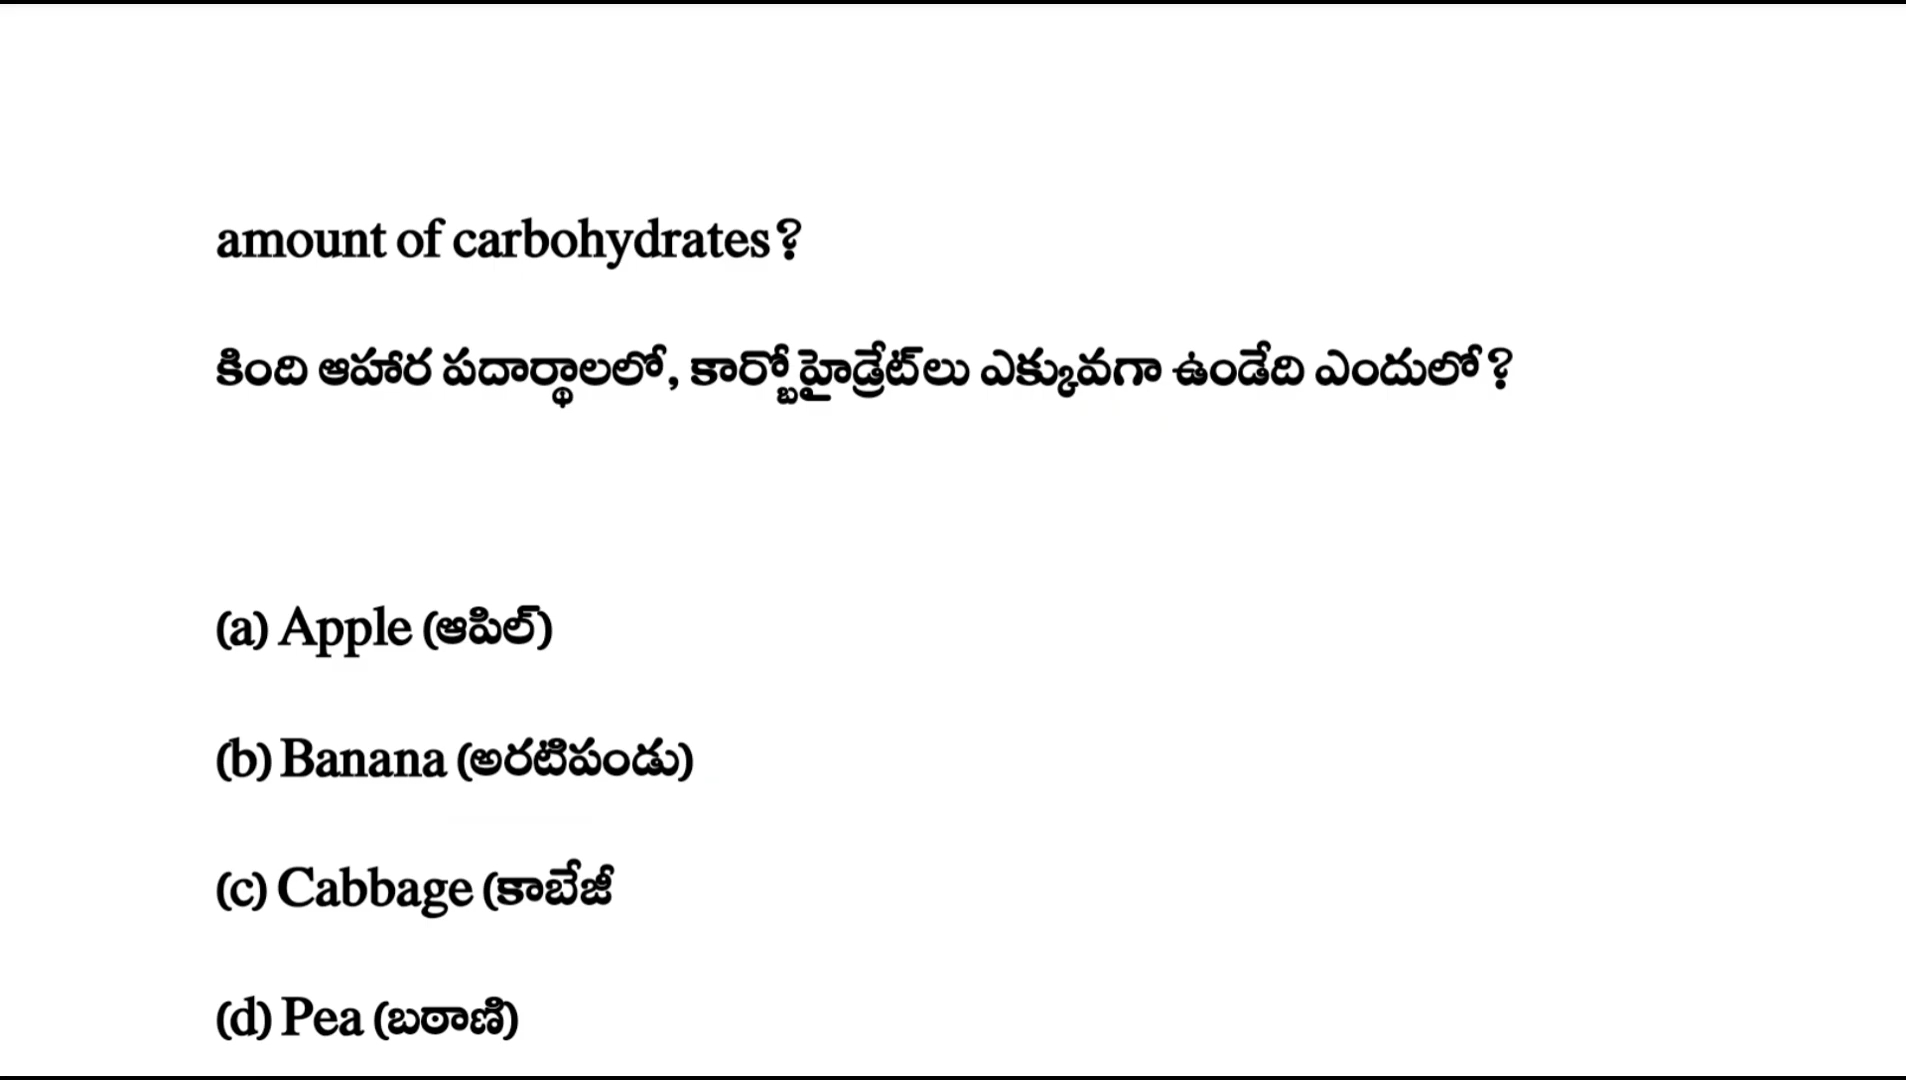 amount of carbohydrates?
కింది ఆహార పదార్థాలలో, కార్బోహైడ్రేట్‌లు ఎక్కువగా ఉండేది ఎందులో?
(a) Apple (ఆపిల్)
(b) Banana (అరటిపండు)
(c) Cabbage (కాబేజీ
(d) Pea (బఠాణి)